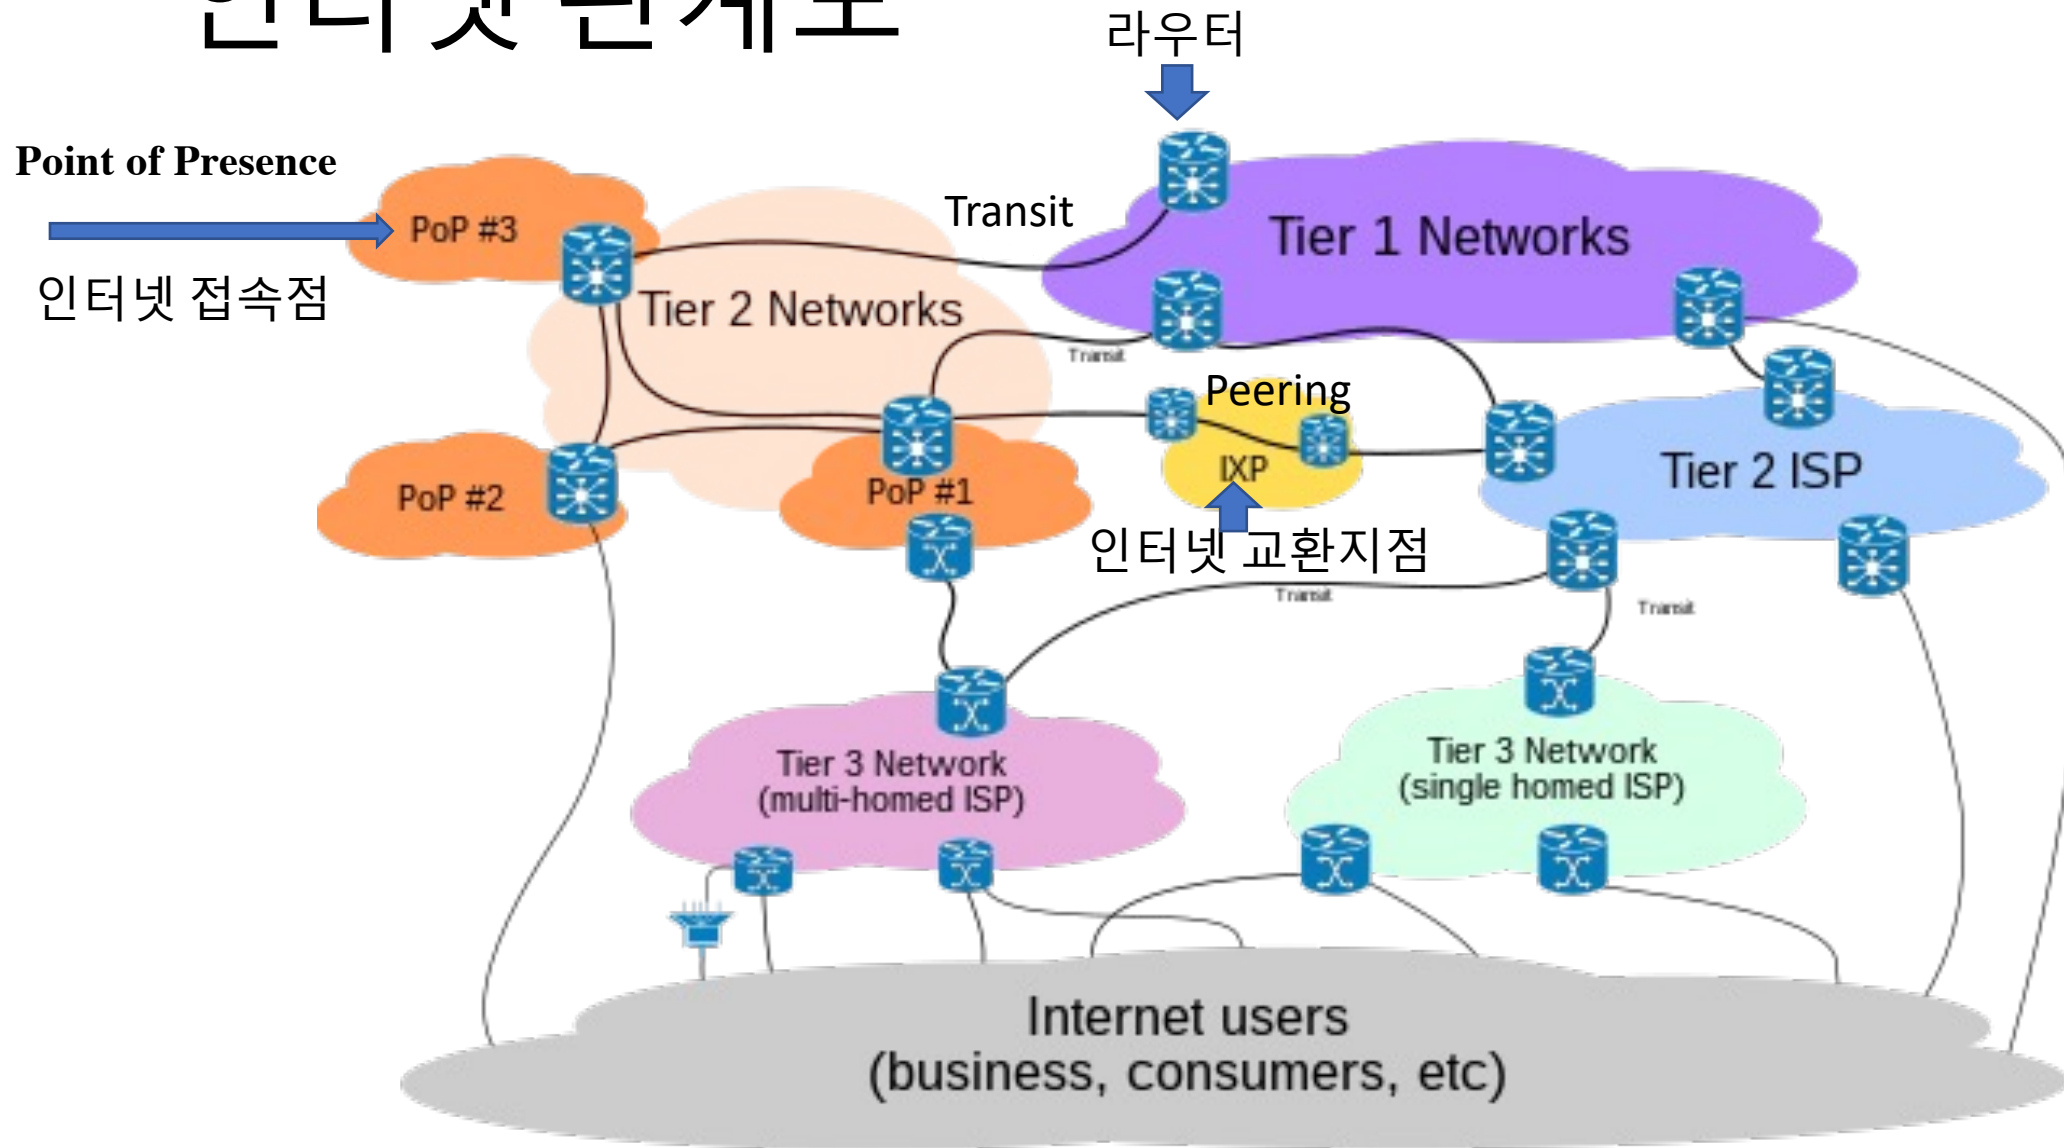 라우터
Point of Presence
PoP #3
인터넷 접속점
Transit
Tier 1 Networks
Tier 2 Networks
Transit
Peering
IXP
인터넷 교환지점
Tier 2 ISP
PoP #2
PoP #1
Transit
Transit
Tier 3 Network
(multi-homed ISP)
Tier 3 Network
(single homed ISP)
Internet users
(business, consumers, etc)